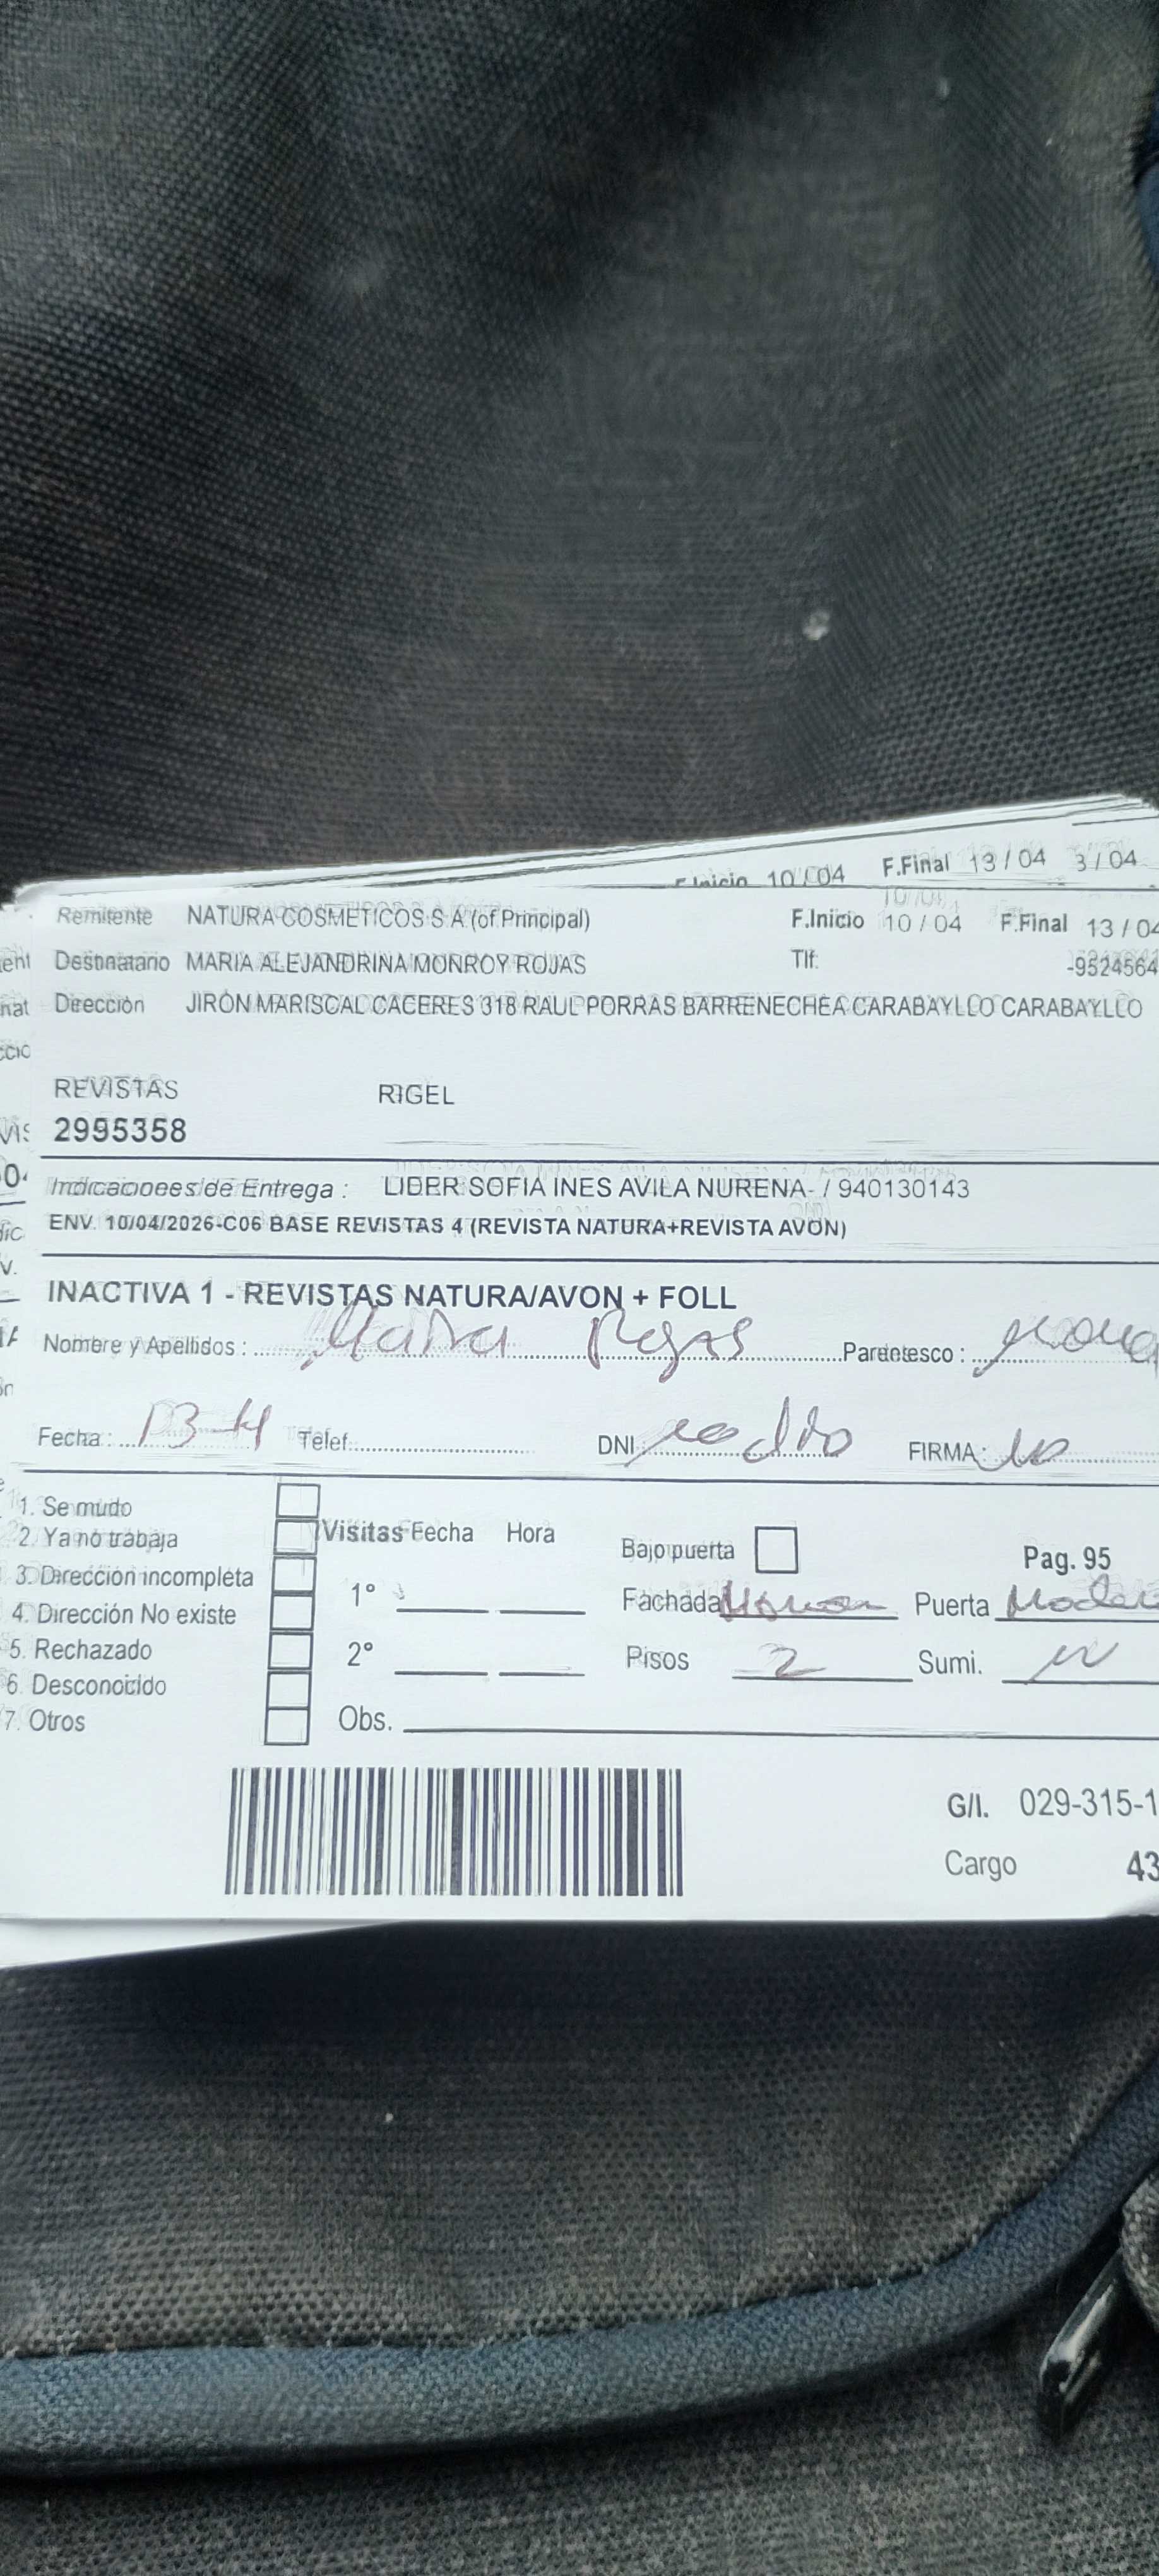 F.Inicio 10/04 F.Final 13/04 3/04
Remitente NATURA COSMETICOS S A (of Principal) F.Inicio 10/04 F.Final 13/04
Destinatario MARIA ALEJANDRINA MONROY ROJAS Tlf: -9524564
Dirección JIRÓN MARISCAL CACERES 318 RAUL PORRAS BARRENECHEA CARABAYLLO CARABAYLLO
REVISTAS RIGEL
2995358
Indicaciones de Entrega : LIDER SOFIA INES AVILA NURENA- / 940130143
ENV. 10/04/2026-C06 BASE REVISTAS 4 (REVISTA NATURA+REVISTA AVON)
INACTIVA 1 - REVISTAS NATURA/AVON + FOLL
Nombre y Apellidos : Maria Rojas Parentesco :
Fecha : 13-4 Telef. DNI : no dio FIRMA : no
1. Se mudo
2. Ya no trabaja Visitas Fecha Hora Bajo puerta
3. Dirección incompleta Pag. 95
4. Dirección No existe 1° Fachada Puerta Madera
5. Rechazado 2° Pisos 2 Sumi.
6. Desconocido
7. Otros Obs.
G/I. 029-315-1
Cargo 43